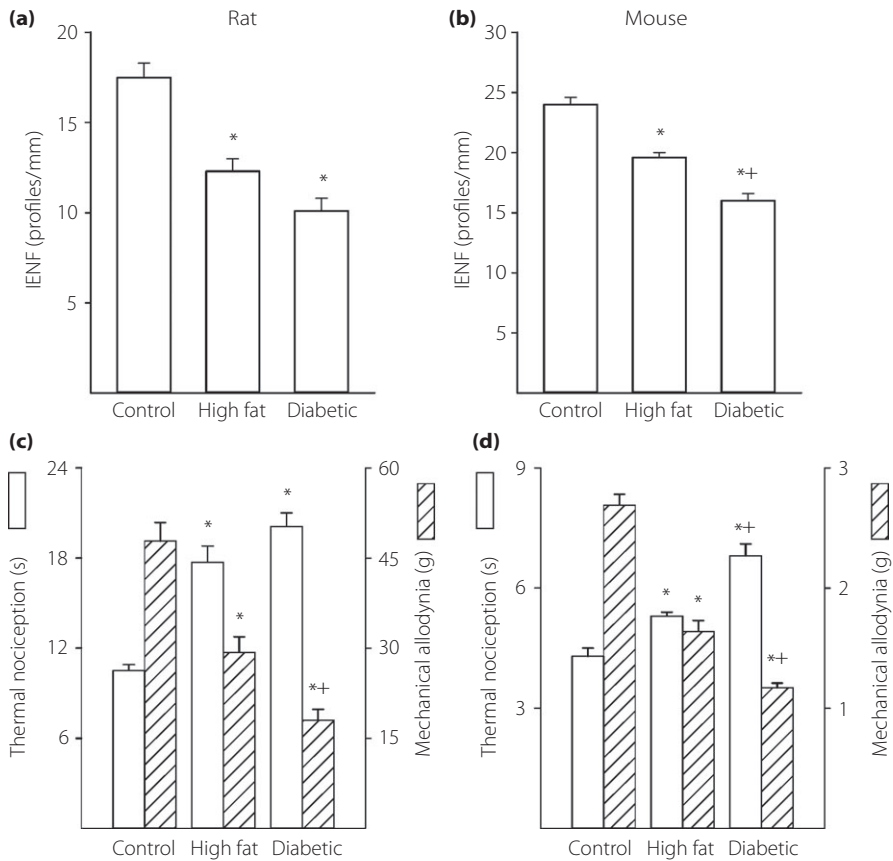 (a)
Rat
IENF (profiles/mm)
20
15
10
5
*
*
Control High fat Diabetic
(b)
Mouse
IENF (profiles/mm)
30
25
20
15
10
5
*
*+
Control High fat Diabetic
(c)
Thermal nociception (s)
24
18
12
6
*
*
*
*+
60
45
30
15
Mechanical allodynia (g)
Control High fat Diabetic
(d)
Thermal nociception (s)
9
6
3
*
*
*+
*+
3
2
1
Mechanical allodynia (g)
Control High fat Diabetic